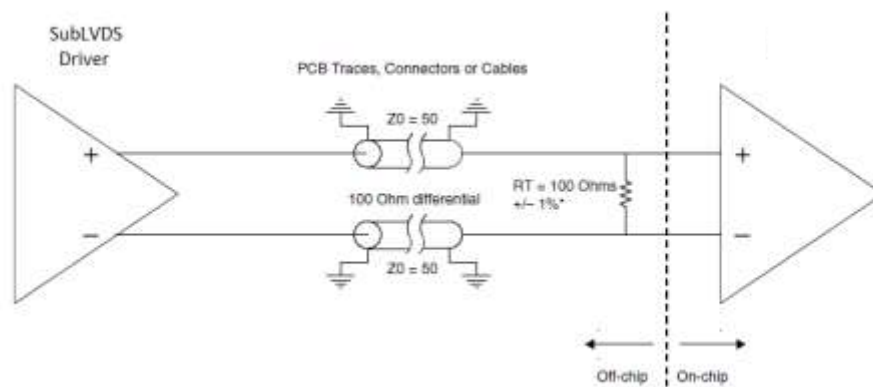 SubLVDS
Driver
PCB Traces, Connectors or Cables
Z0 = 50
+
+
RT = 100 Ohms
+/– 1%*
100 Ohm differential
–
–
Z0 = 50
Off-chip
On-chip